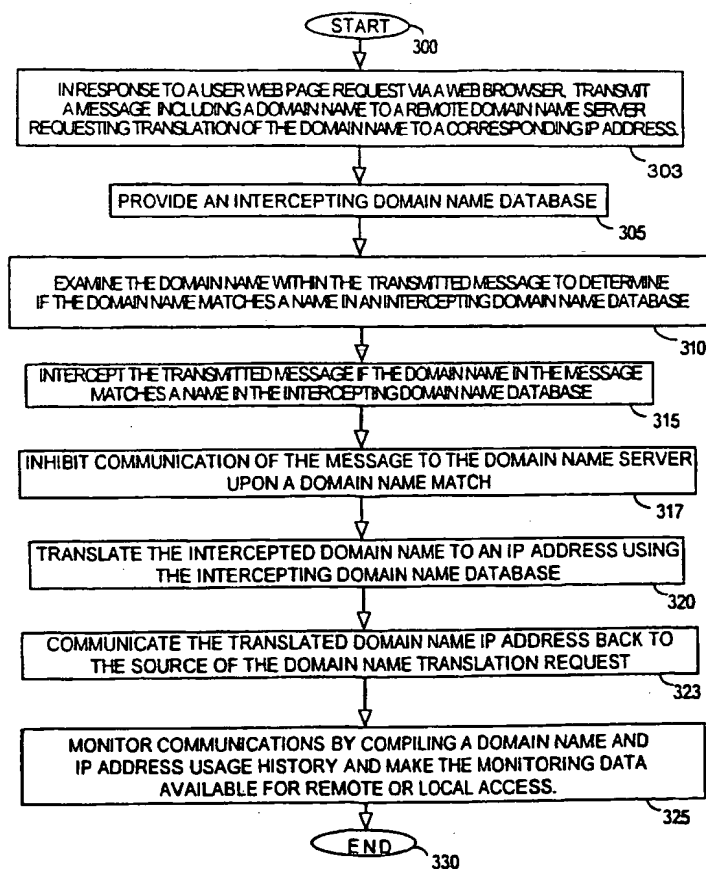 START
300
IN RESPONSE TO A USER WEB PAGE REQUEST VIA A WEB BROWSER, TRANSMIT
A MESSAGE INCLUDING A DOMAIN NAME TO A REMOTE DOMAIN NAME SERVER
REQUESTING TRANSLATION OF THE DOMAIN NAME TO A CORRESPONDING IP ADDRESS.
303
PROVIDE AN INTERCEPTING DOMAIN NAME DATABASE
305
EXAMINE THE DOMAIN NAME WITHIN THE TRANSMITTED MESSAGE TO DETERMINE
IF THE DOMAIN NAME MATCHES A NAME IN AN INTERCEPTING DOMAIN NAME DATABASE
310
INTERCEPT THE TRANSMITTED MESSAGE IF THE DOMAIN NAME IN THE MESSAGE
MATCHES A NAME IN THE INTERCEPTING DOMAIN NAME DATABASE
315
INHIBIT COMMUNICATION OF THE MESSAGE TO THE DOMAIN NAME SERVER
UPON A DOMAIN NAME MATCH
317
TRANSLATE THE INTERCEPTED DOMAIN NAME TO AN IP ADDRESS USING
THE INTERCEPTING DOMAIN NAME DATABASE
320
COMMUNICATE THE TRANSLATED DOMAIN NAME IP ADDRESS BACK TO
THE SOURCE OF THE DOMAIN NAME TRANSLATION REQUEST
323
MONITOR COMMUNICATIONS BY COMPILING A DOMAIN NAME AND
IP ADDRESS USAGE HISTORY AND MAKE THE MONITORING DATA
AVAILABLE FOR REMOTE OR LOCAL ACCESS.
325
END
330